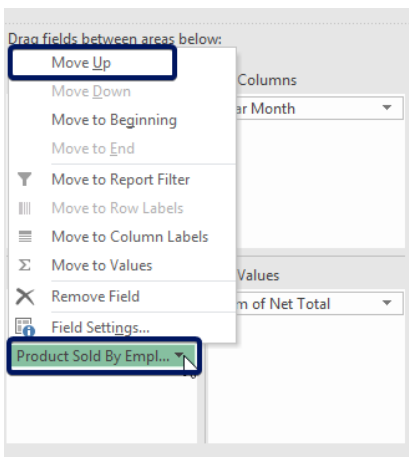 Drag fields between areas below:
Move Up
Columns
Move Down
ar Month
Move to Beginning
Move to End
Move to Report Filter
Move to Row Labels
Move to Column Labels
Move to Values
Values
Remove Field
m of Net Total
Field Settings...
Product Sold By Empl...